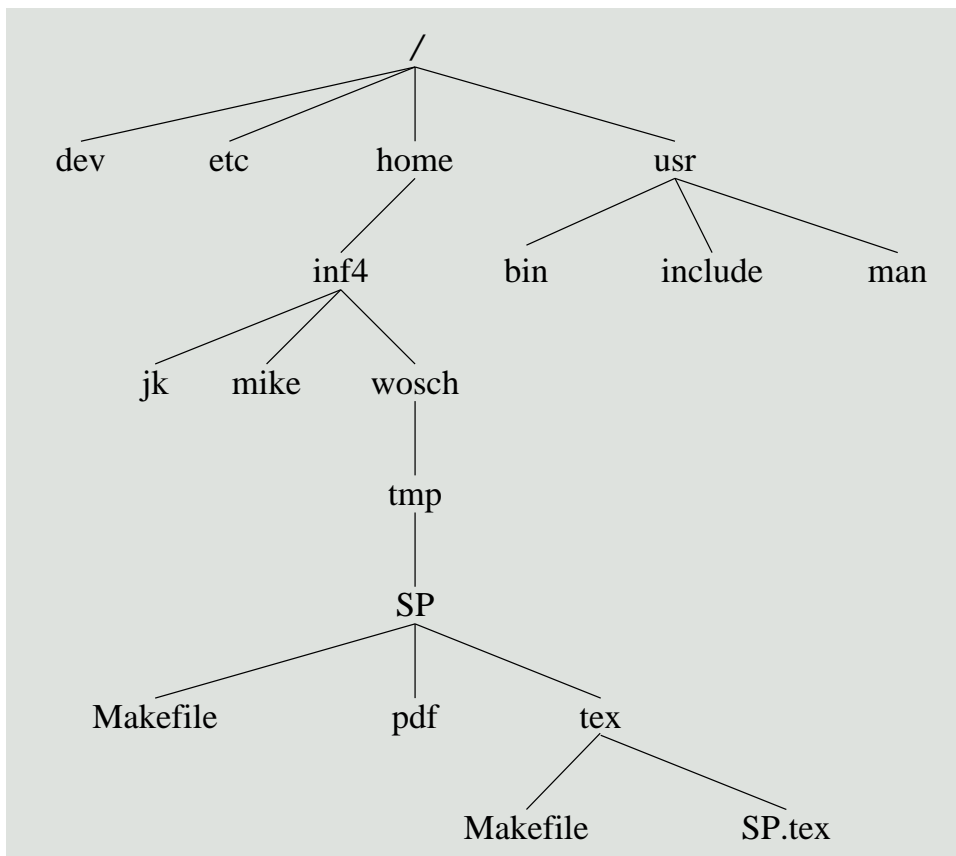 /
dev etc home usr
inf4 bin include man
jk mike wosch
tmp
SP
Makefile pdf tex
Makefile SP.tex